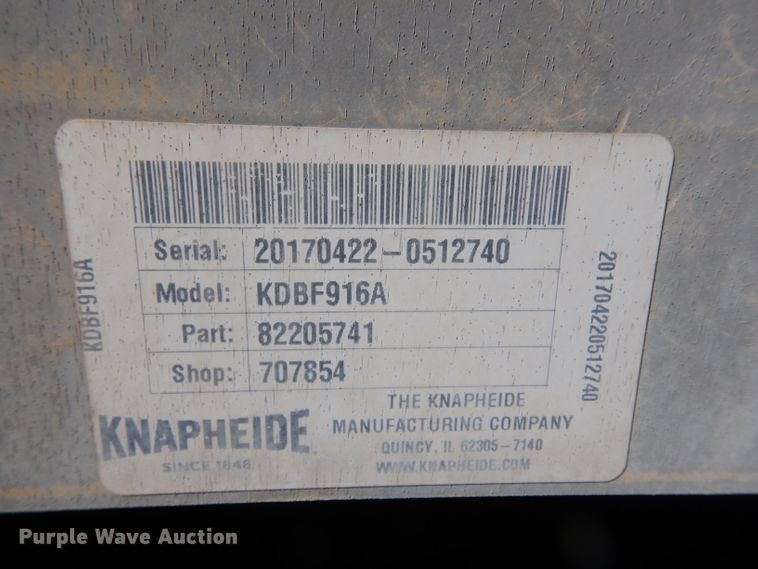 Serial: 20170422-0512740
Model: KDBF916A
Part: 82205741
Shop: 707854
KDBF916A
201704220512740
KNAPHEIDE
SINCE 1848
THE KNAPHEIDE
MANUFACTURING COMPANY
QUINCY, IL 62305-7140
WWW.KNAPHEIDE.COM
Purple Wave Auction